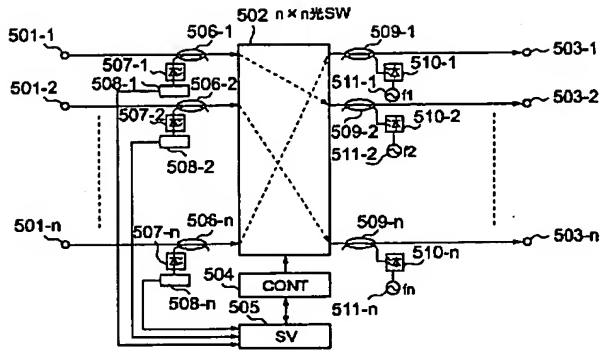 502 n×n光SW
501-1
506-1
509-1
503-1
507-1
508-1
506-2
511-1
f1
510-1
501-2
507-2
509-2
503-2
508-2
511-2
f2
510-2
501-n
506-n
509-n
503-n
507-n
508-n
504
CONT
511-n
fn
510-n
505
SV